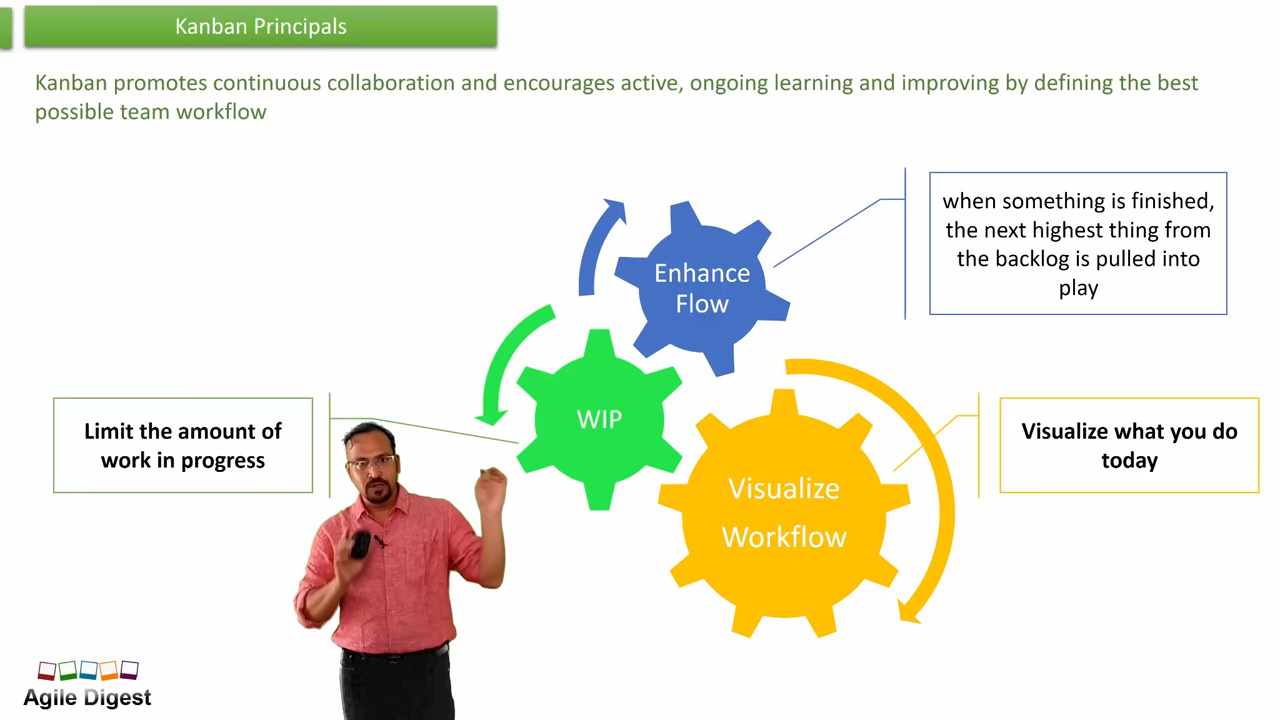 Kanban Principals
Kanban promotes continuous collaboration and encourages active, ongoing learning and improving by defining the best
possible team workflow
when something is finished,
the next highest thing from
the backlog is pulled into
play
Enhance
Flow
WIP
Limit the amount of
work in progress
Visualize
Workflow
Visualize what you do
today
Agile Digest